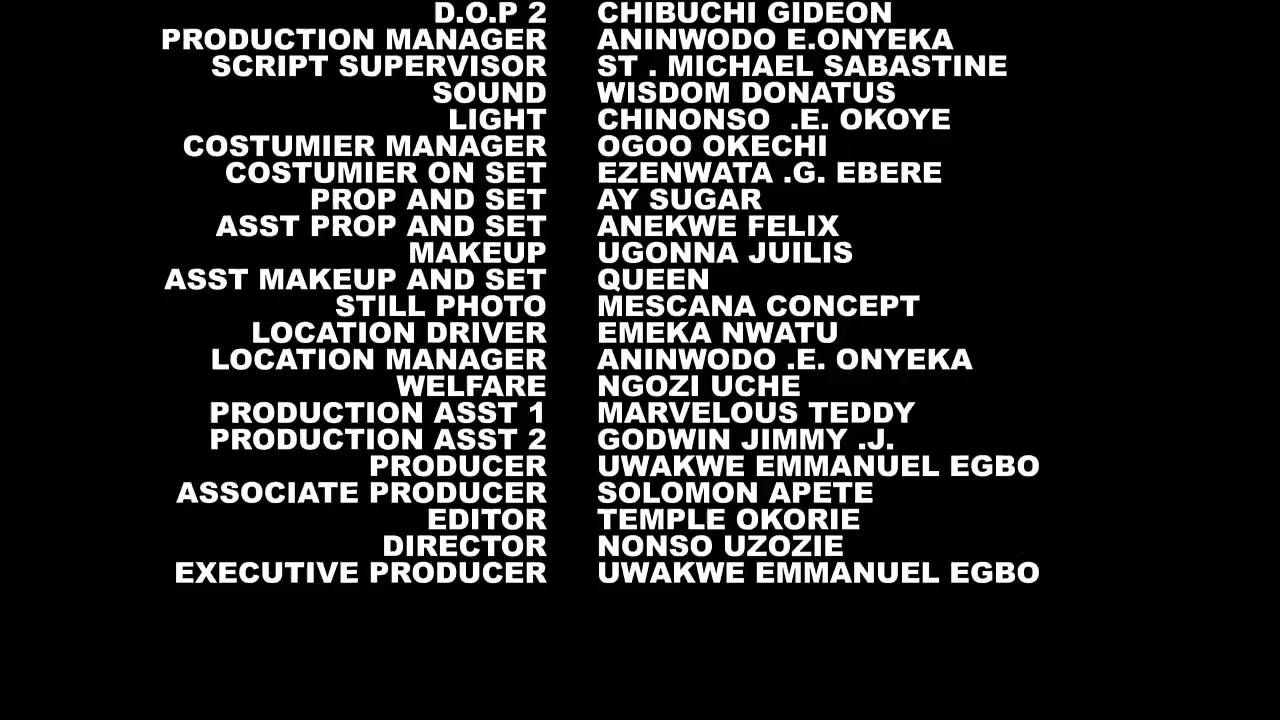 D.O.P 2 CHIBUCHI GIDEON
PRODUCTION MANAGER ANINWODO E.ONYEKA
SCRIPT SUPERVISOR ST . MICHAEL SABASTINE
SOUND WISDOM DONATUS
LIGHT CHINONSO .E. OKOYE
COSTUMIER MANAGER OGOO OKECHI
COSTUMIER ON SET EZENWATA .G. EBERE
PROP AND SET AY SUGAR
ASST PROP AND SET ANEKWE FELIX
MAKEUP UGONNA JUILIS
ASST MAKEUP AND SET QUEEN
STILL PHOTO MESCANA CONCEPT
LOCATION DRIVER EMEKA NWATU
LOCATION MANAGER ANINWODO .E. ONYEKA
WELFARE NGOZI UCHE
PRODUCTION ASST 1 MARVELOUS TEDDY
PRODUCTION ASST 2 GODWIN JIMMY .J.
PRODUCER UWAKWE EMMANUEL EGBO
ASSOCIATE PRODUCER SOLOMON APETE
EDITOR TEMPLE OKORIE
DIRECTOR NONSO UZOZIE
EXECUTIVE PRODUCER UWAKWE EMMANUEL EGBO